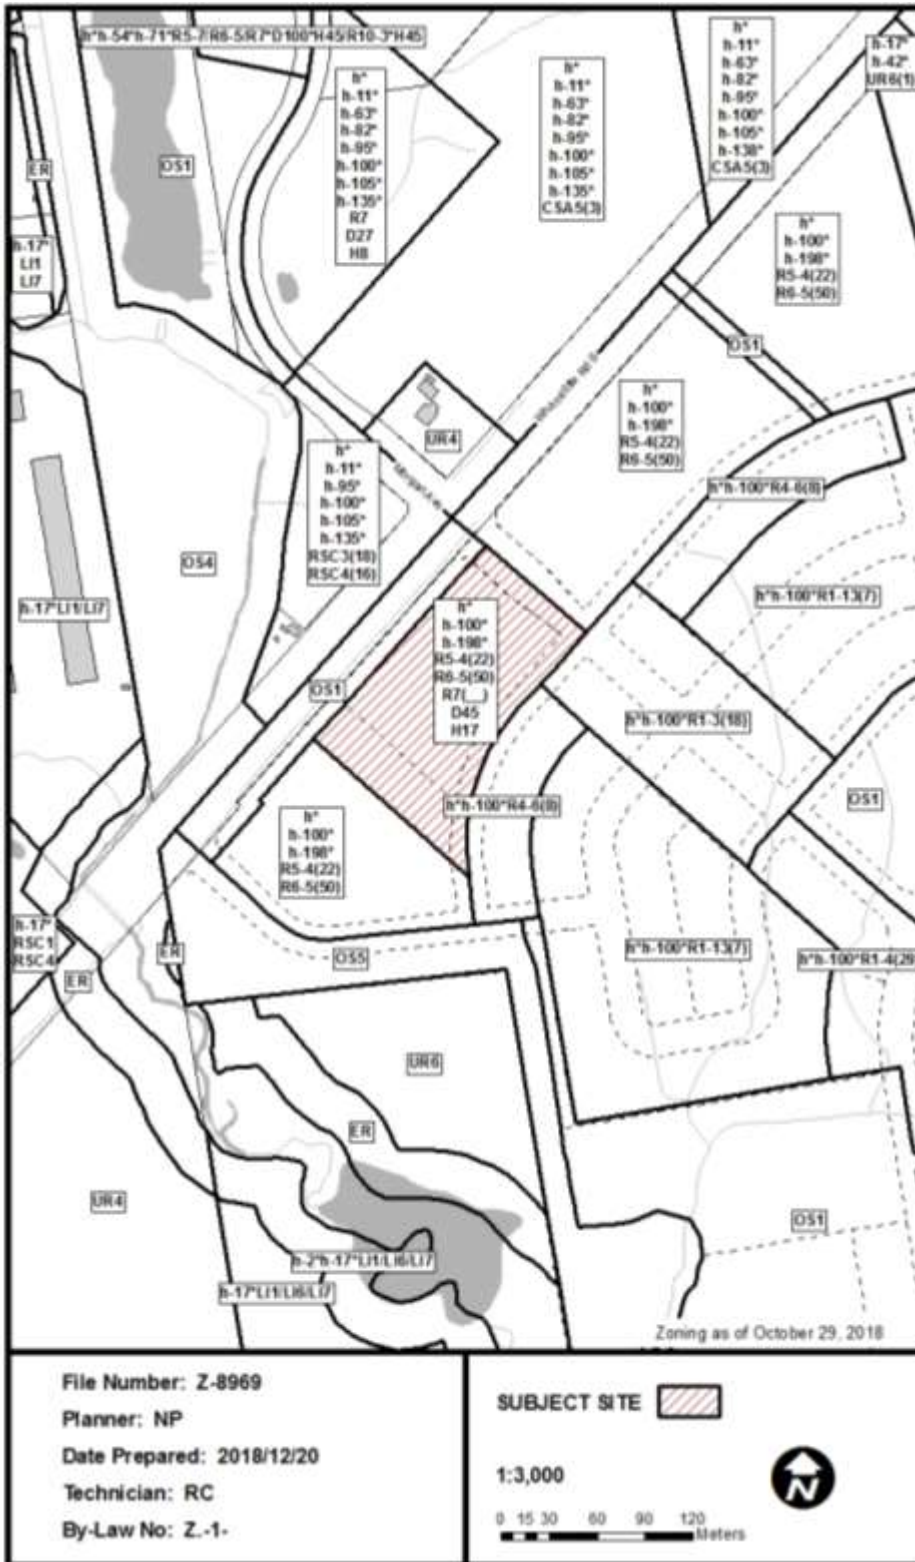 h*h-54*h-71*R5-7/R6-5/R7*D100*H45/R10-3*H45
h*
h-11*
h-63*
h-82*
h-95*
h-100*
h-105*
h-135*
R7
D27
H8
h*
h-11*
h-63*
h-82*
h-95*
h-100*
h-105*
h-135*
CSA5(3)
h*
h-11*
h-63*
h-82*
h-95*
h-100*
h-105*
h-138*
CSA5(3)
h-17*
h-42*
UR6(1)
ER
OS1
h-17*
LI1
LI7
h*
h-100*
h-198*
R5-4(22)
R6-5(50)
OS1
h*
h-100*
h-198*
R5-4(22)
R6-5(50)
UR4
h*
h-11*
h-95*
h-100*
h-105*
h-135*
RSC3(18)
RSC4(16)
h*h-100*R4-6(8)
OS4
h-17*LI1/LI7
h*h-100*R1-13(7)
h*
h-100*
h-198*
R5-4(22)
R6-5(50)
R7(__)
D45
H17
OS1
h*h-100*R1-3(18)
h*h-100*R4-6(8)
OS1
h*
h-100*
h-198*
R5-4(22)
R6-5(50)
h-17*
RSC1
RSC4
ER
ER
OS5
h*h-100*R1-13(7)
h*h-100*R1-4(29
UR6
ER
UR4
OS1
h-2*h-17*LI1/LI6/LI7
h-17*LI1/LI6/LI7
Zoning as of October 29, 2018
File Number: Z-8969
Planner: NP
Date Prepared: 2018/12/20
Technician: RC
By-Law No: Z.-1-
SUBJECT SITE
1:3,000
N
0 15 30 60 90 120
Meters